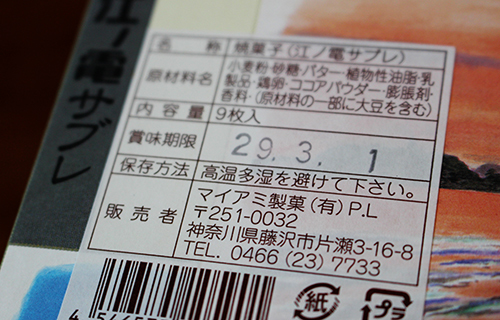 江ノ電サブレ
名 称 焼菓子(江ノ電サブレ)
原材料名 小麦粉・砂糖・バター・植物性油脂・乳
製品・鶏卵・ココアパウダー・膨脹剤・
香料・(原材料の一部に大豆を含む)
内容量 9枚入
賞味期限 29.3.1
保存方法 高温多湿を避けて下さい。
販売者 マイアミ製菓(有)P.L
〒251-0032
神奈川県藤沢市片瀬3-16-8
TEL. 0466(23)7733
紙
プラ